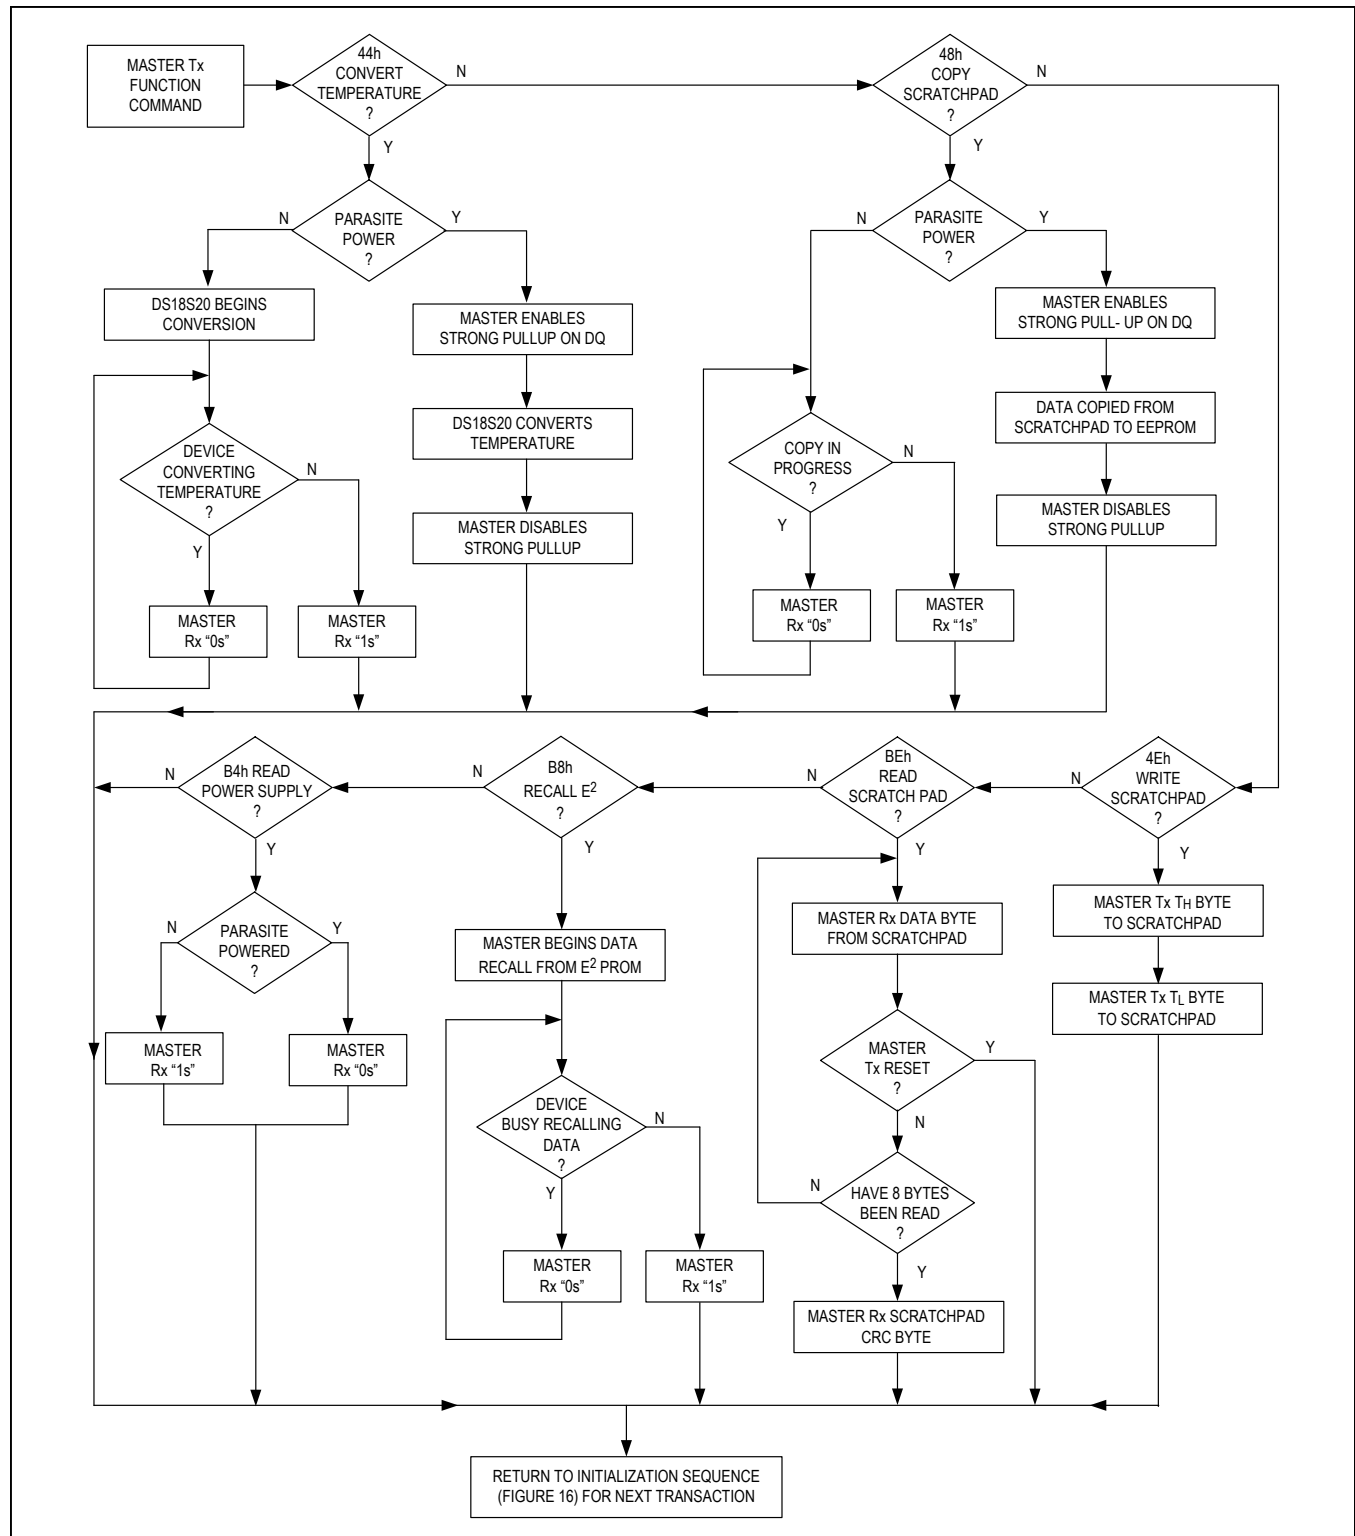 MASTER Tx
FUNCTION
COMMAND
44h
CONVERT
TEMPERATURE
?
N
Y
48h
COPY
SCRATCHPAD
?
N
Y
PARASITE
POWER
?
N
Y
PARASITE
POWER
?
N
Y
DS18S20 BEGINS
CONVERSION
MASTER ENABLES
STRONG PULLUP ON DQ
MASTER ENABLES
STRONG PULL- UP ON DQ
DEVICE
CONVERTING
TEMPERATURE
?
N
Y
DS18S20 CONVERTS
TEMPERATURE
COPY IN
PROGRESS
?
N
Y
DATA COPIED FROM
SCRATCHPAD TO EEPROM
MASTER DISABLES
STRONG PULLUP
MASTER DISABLES
STRONG PULLUP
MASTER
Rx “0s”
MASTER
Rx “1s”
MASTER
Rx “0s”
MASTER
Rx “1s”
B4h READ
POWER SUPPLY
?
N
Y
B8h
RECALL E2
?
N
Y
BEh
READ
SCRATCH PAD
?
N
Y
4Eh
WRITE
SCRATCHPAD
?
N
Y
PARASITE
POWERED
?
N
Y
MASTER BEGINS DATA
RECALL FROM E2 PROM
MASTER Rx DATA BYTE
FROM SCRATCHPAD
MASTER Tx TH BYTE
TO SCRATCHPAD
MASTER Tx TL BYTE
TO SCRATCHPAD
MASTER
Rx “1s”
MASTER
Rx “0s”
DEVICE
BUSY RECALLING
DATA
?
N
Y
MASTER
Tx RESET
?
Y
N
HAVE 8 BYTES
BEEN READ
?
N
Y
MASTER
Rx “0s”
MASTER
Rx “1s”
MASTER Rx SCRATCHPAD
CRC BYTE
RETURN TO INITIALIZATION SEQUENCE
(FIGURE 16) FOR NEXT TRANSACTION